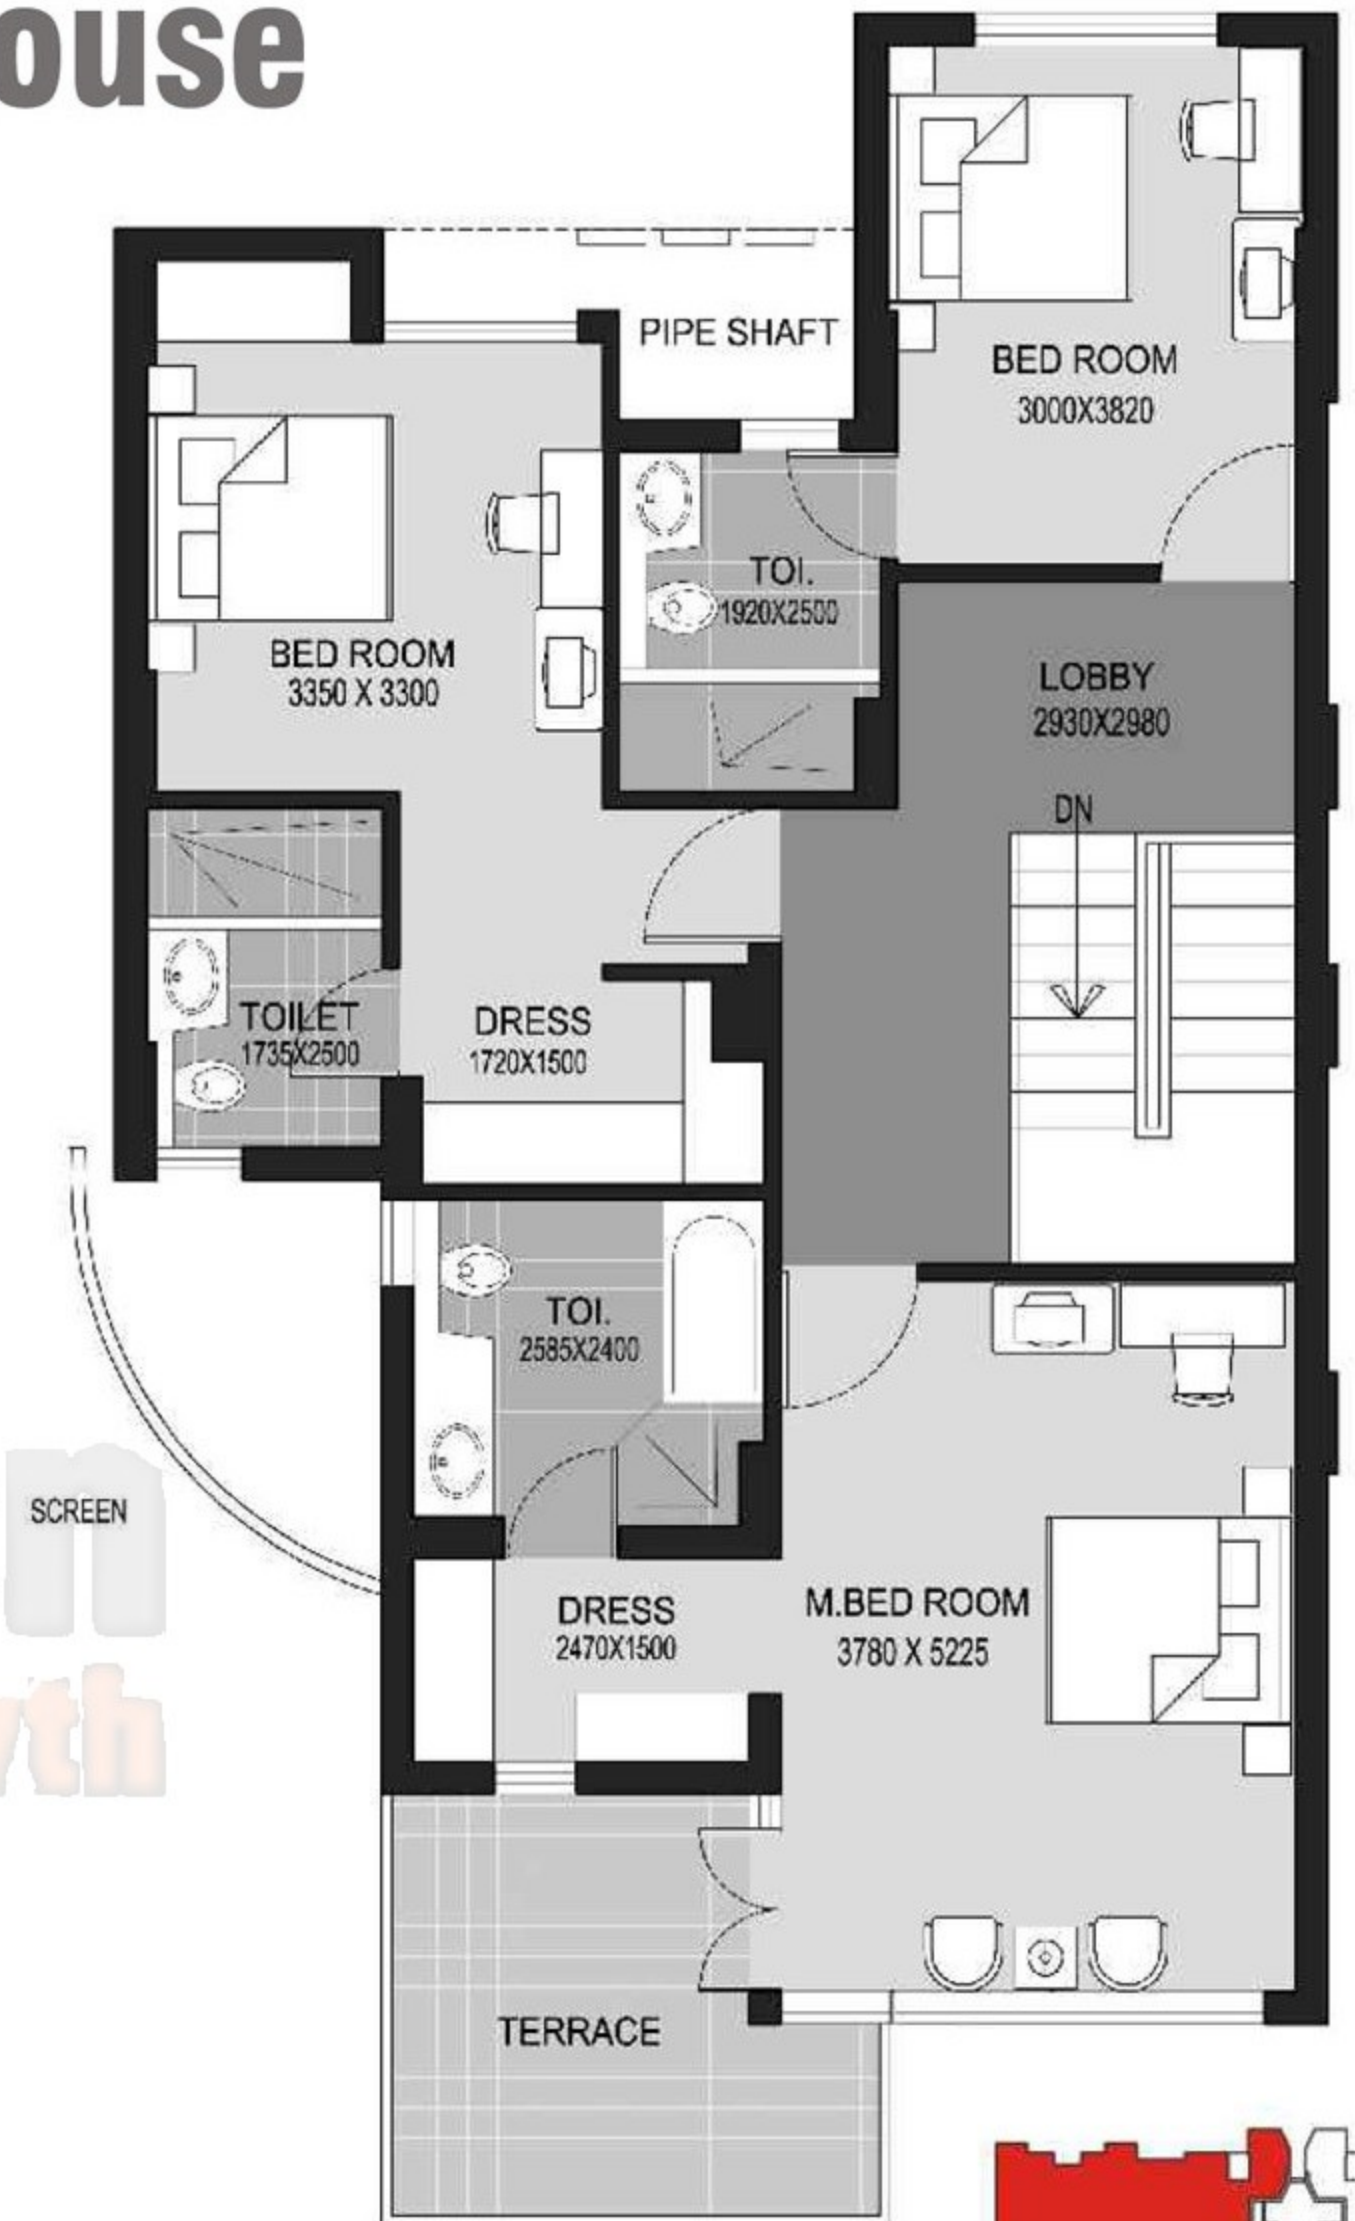 ouse
PIPE SHAFT
BED ROOM
3000X3820
TOI.
1920X2500
BED ROOM
3350 X 3300
LOBBY
2930X2980
DN
TOILET
1735X2500
DRESS
1720X1500
TOI.
2585X2400
SCREEN
n
DRESS
2470X1500
M.BED ROOM
3780 X 5225
th
TERRACE